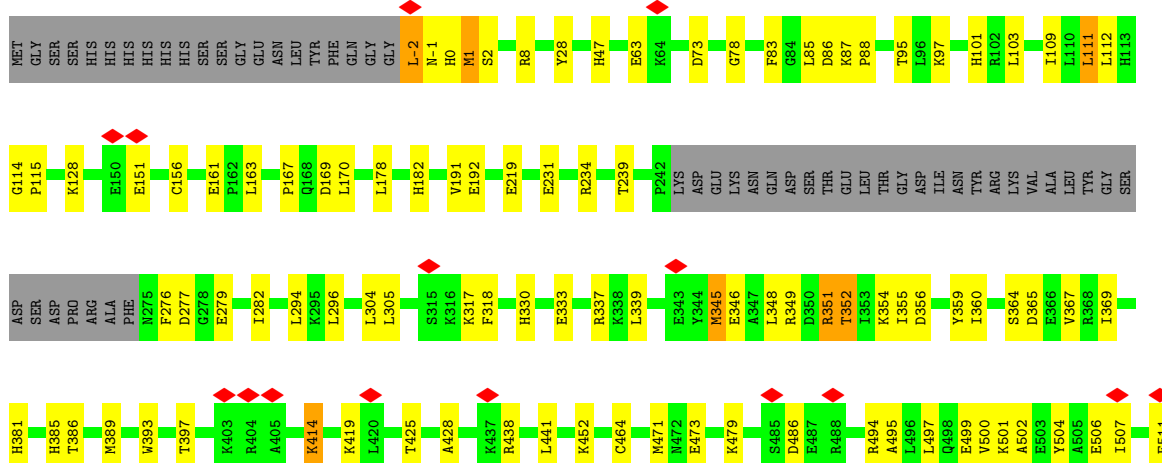 MET GLY SER SER HIS HIS HIS HIS HIS HIS SER SER GLY GLU ASN LEU TYR PHE GLN GLY GLY L-2 N-1 H0 M1 S2 R8 Y28 H47 E63 K64 D73 G78 F83 G84 L85 D86 K87 P88 T95 L96 K97 H101 R102 L103 I109 L110 L111 L112 H113
G114 P115 K128 E150 E151 C156 E161 P162 L163 P167 Q168 D169 L170 L178 H182 V191 E192 E219 E231 R234 T239 P242 LYS ASP GLU LYS ASN GLN ASP SER THR GLU LEU THR GLY ASP ILE ASN TYR ARG LYS VAL ALA LEU TYR GLY SER
ASP SER ASP PRO ARG ALA PHE N275 F276 D277 G278 E279 I282 L294 K295 L296 L304 L305 S315 K316 K317 F318 H330 E333 R337 K338 L339 E343 Y344 M345 E346 A347 L348 R349 D350 R351 T352 I353 K354 I355 D356 Y359 I360 S364 D365 E366 V367 R368 I369
H381 H385 T386 M389 W393 T397 K403 R404 A405 K414 K419 L420 T425 A428 K437 R438 L441 K452 C464 M471 N472 E473 K479 S485 D486 E487 R488 R494 A495 L496 L497 Q498 E499 V500 K501 A502 E503 Y504 A505 E506 I507